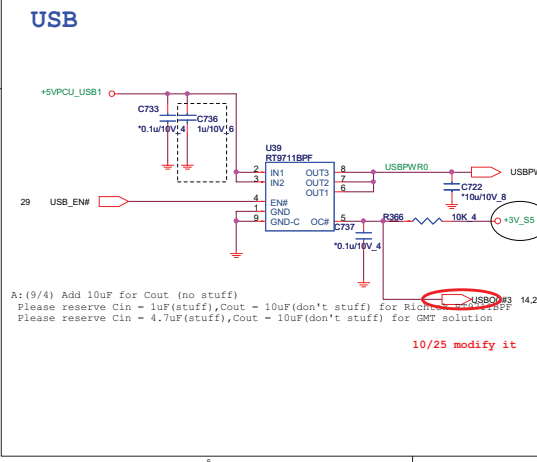 USB
+5VPCU_USB1
C733
*0.1u/10V_4
C736
1u/10V_6
U39
RT9711BPF
2 IN1 OUT3 8
3 IN2 OUT2 7
OUT1 6
4 EN#
1 GND
9 GND-C OC# 5
USBPWR0
USBPW
C722
*10u/10V_8
29 USB_EN#
R366 10K_4
+3V_S5
C737
*0.1u/10V_4
USBOC#3 14,2
A:(9/4) Add 10uF for Cout (no stuff)
Please reserve Cin - 1uF(stuff),Cout - 10uF(don't stuff) for Richtek RT9711BPF
Please reserve Cin - 4.7uF(stuff),Cout - 10uF(don't stuff) for GMT solution
10/25 modify it
5